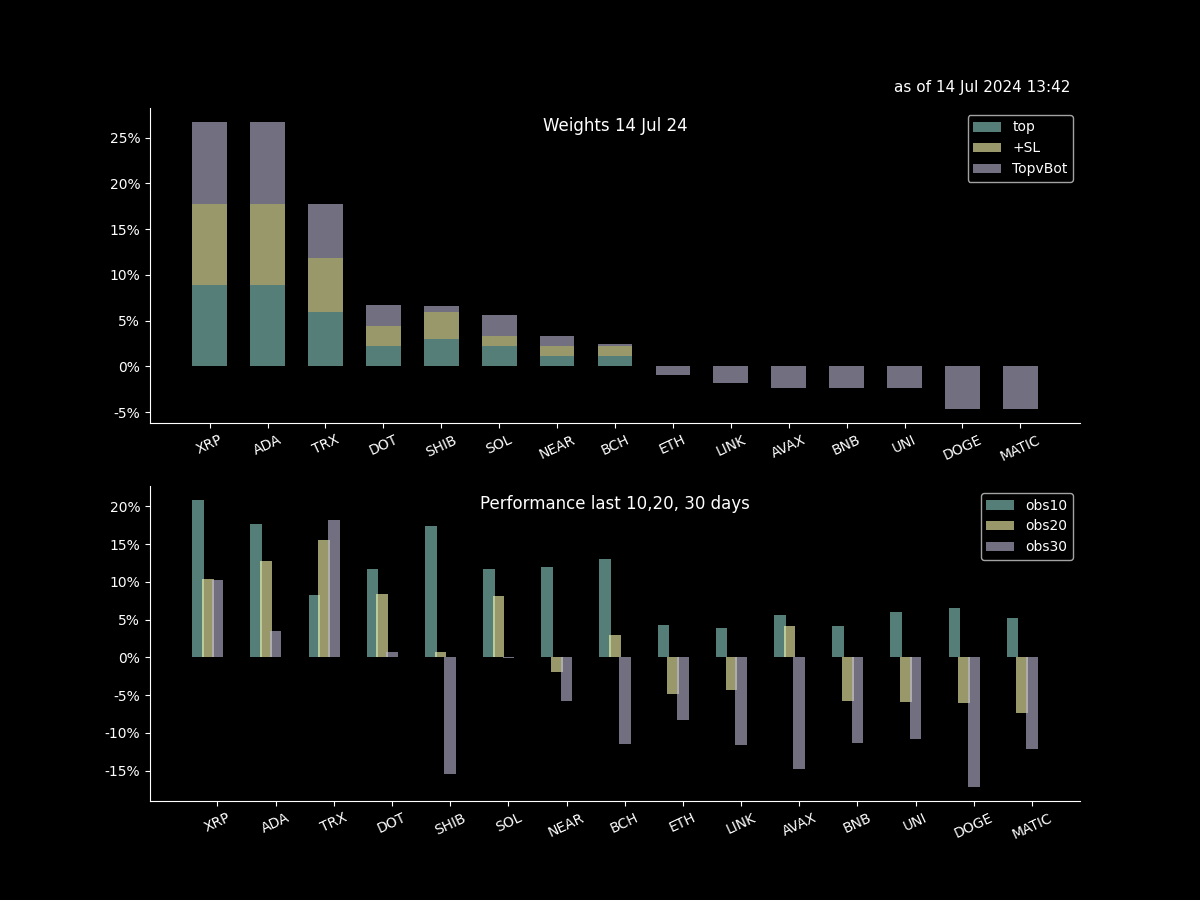 as of 14 Jul 2024 13:42
Weights 14 Jul 24
top
+SL
TopvBot
25%
20%
15%
10%
5%
0%
-5%
XRP ADA TRX DOT SHIB SOL NEAR BCH ETH LINK AVAX BNB UNI DOGE MATIC
Performance last 10,20, 30 days
obs10
obs20
obs30
20%
15%
10%
5%
0%
-5%
-10%
-15%
XRP ADA TRX DOT SHIB SOL NEAR BCH ETH LINK AVAX BNB UNI DOGE MATIC